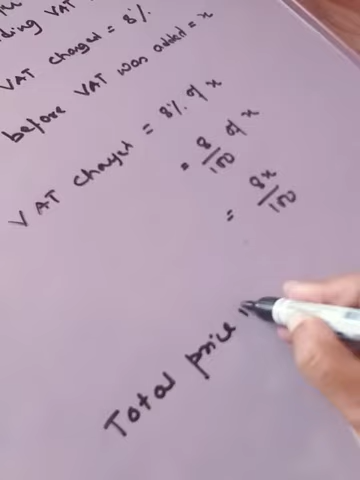 ding VAT
VAT charged = 8%
before VAT was added = x
VAT charged = 8% of x
= 8/100 of x
= 8x/100
Total price =